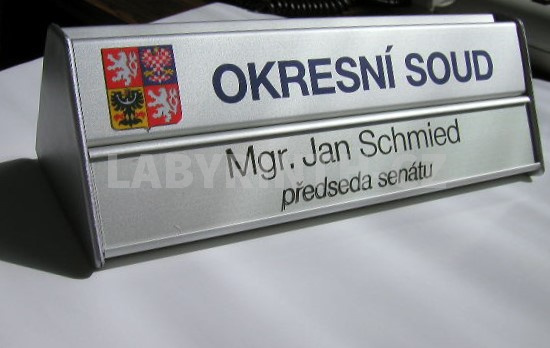 OKRESNÍ SOUD
Mgr. Jan Schmied
předseda senátu